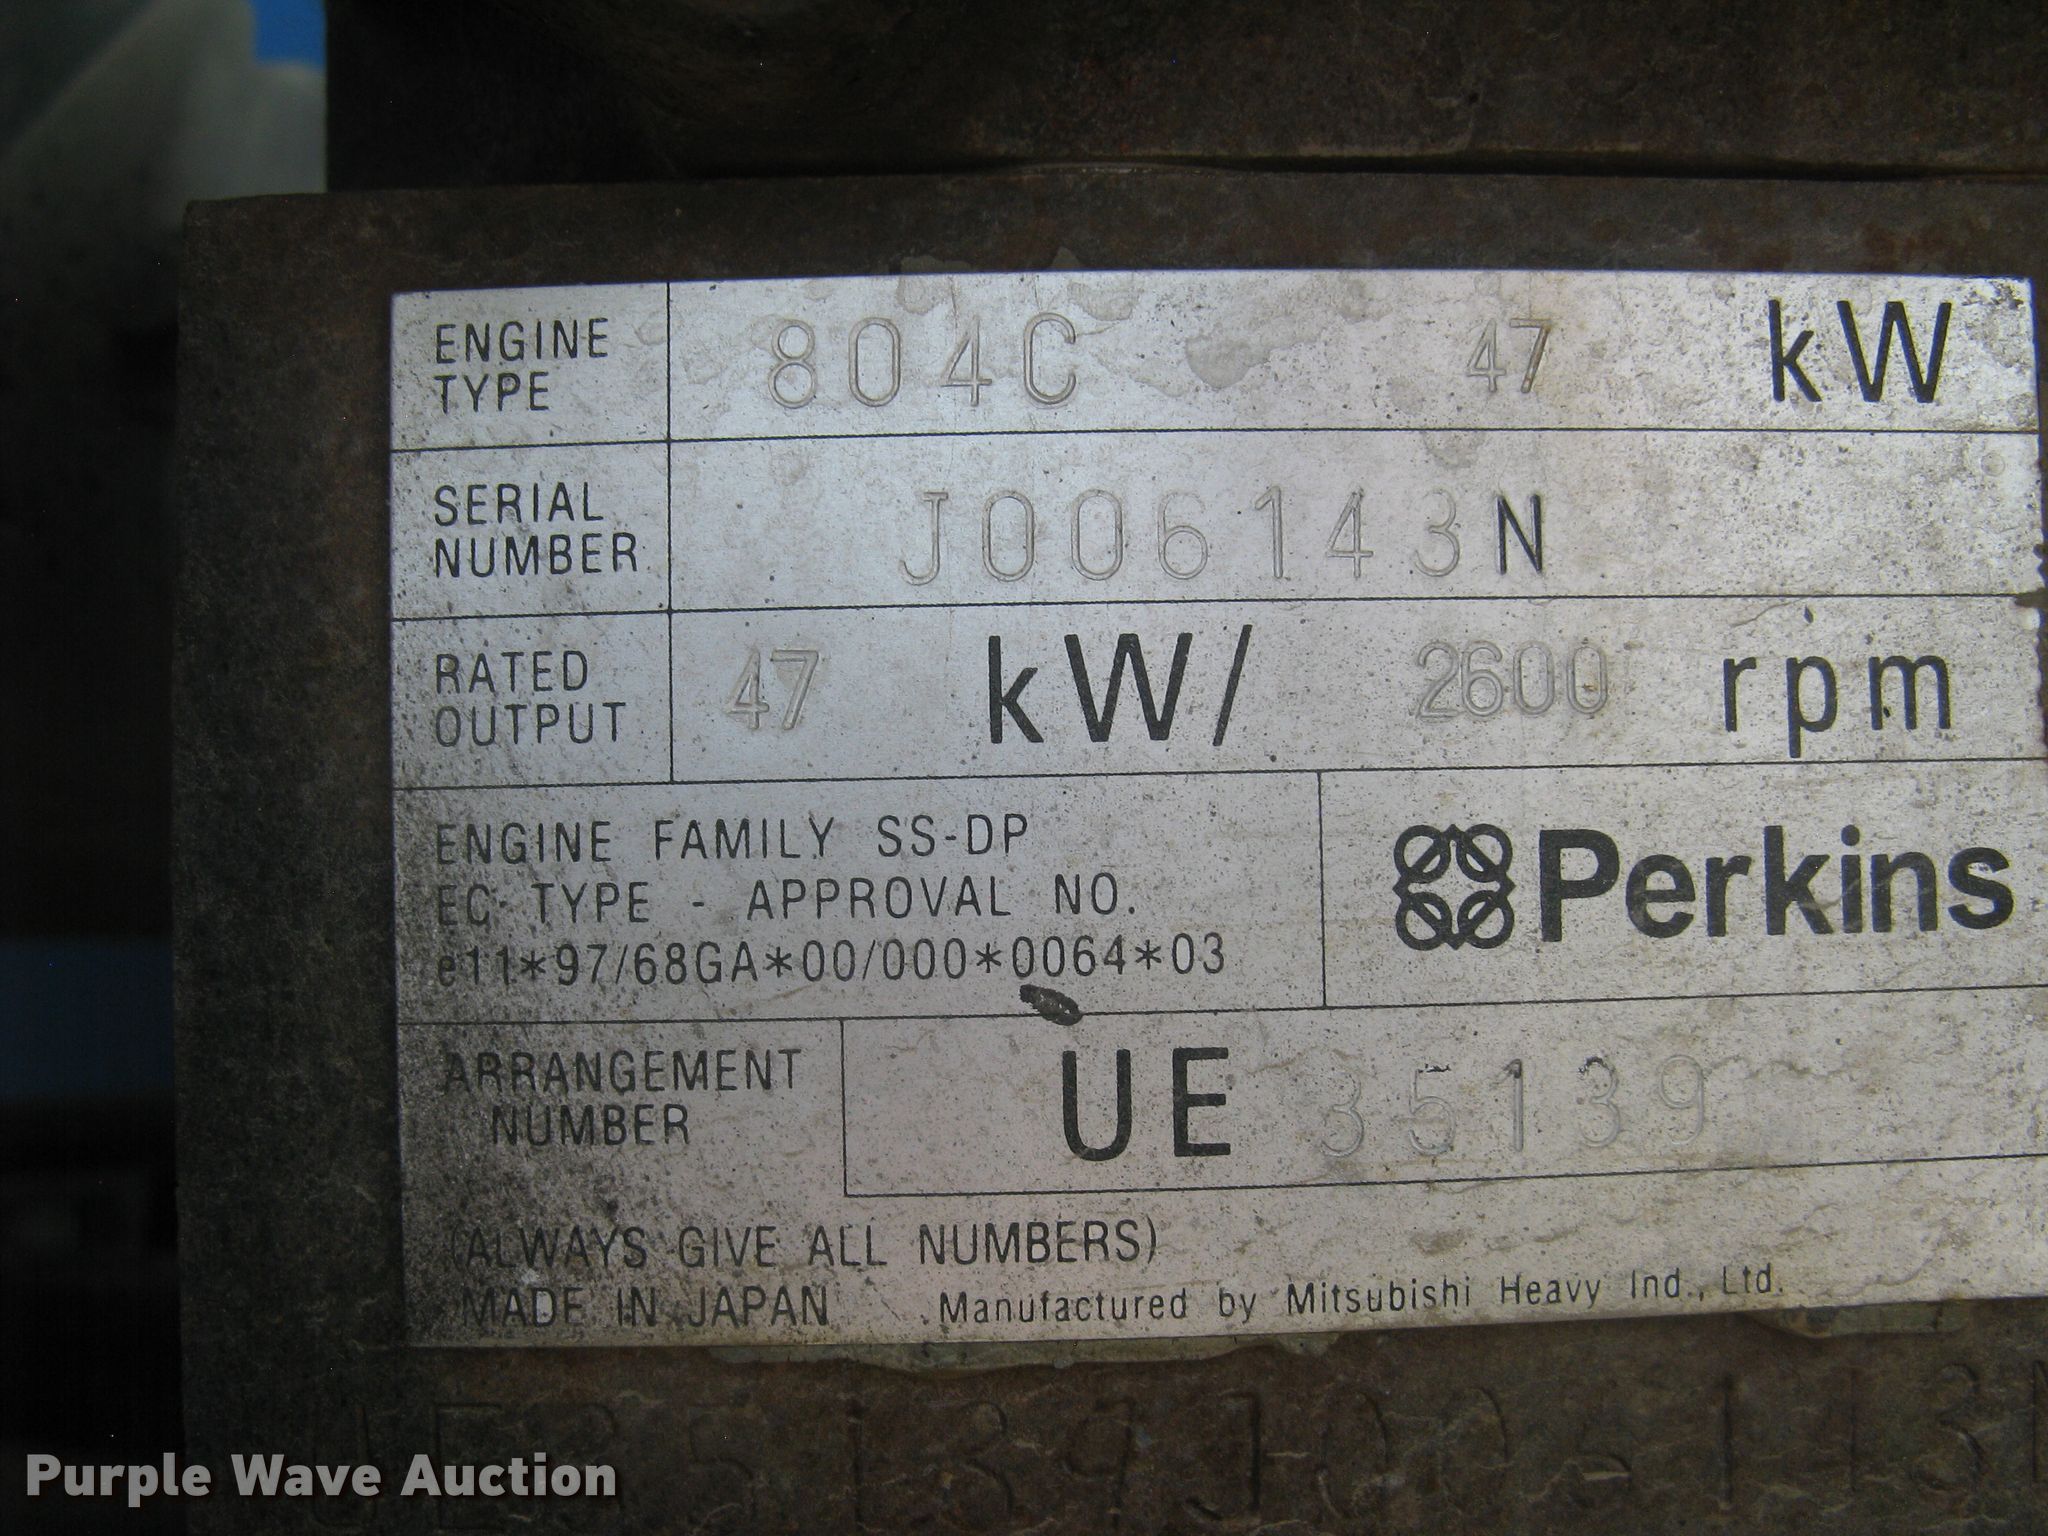 ENGINE TYPE 804C 47 kW
SERIAL NUMBER J006143N
RATED OUTPUT 47 kW/ 2600 rpm
ENGINE FAMILY SS-DP
EC TYPE - APPROVAL NO.
e11*97/68GA*00/000*0064*03
Perkins
ARRANGEMENT NUMBER UE 35139
(ALWAYS GIVE ALL NUMBERS)
MADE IN JAPAN Manufactured by Mitsubishi Heavy Ind., Ltd.
Purple Wave Auction